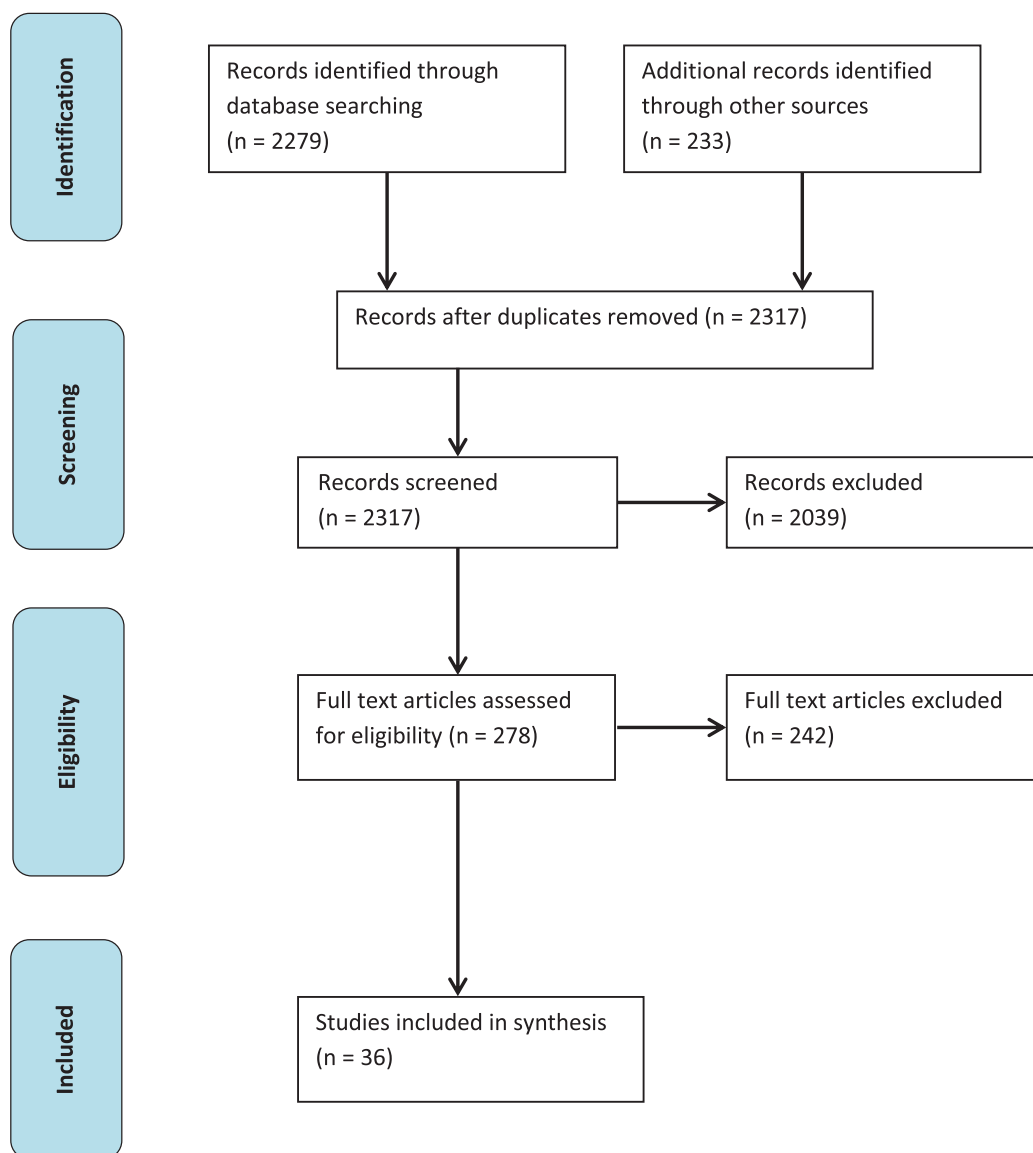 Identification
Records identified through
database searching
(n = 2279)
Additional records identified
through other sources
(n = 233)
Screening
Records after duplicates removed (n = 2317)
Records screened
(n = 2317)
Records excluded
(n = 2039)
Eligibility
Full text articles assessed
for eligibility (n = 278)
Full text articles excluded
(n = 242)
Included
Studies included in synthesis
(n = 36)